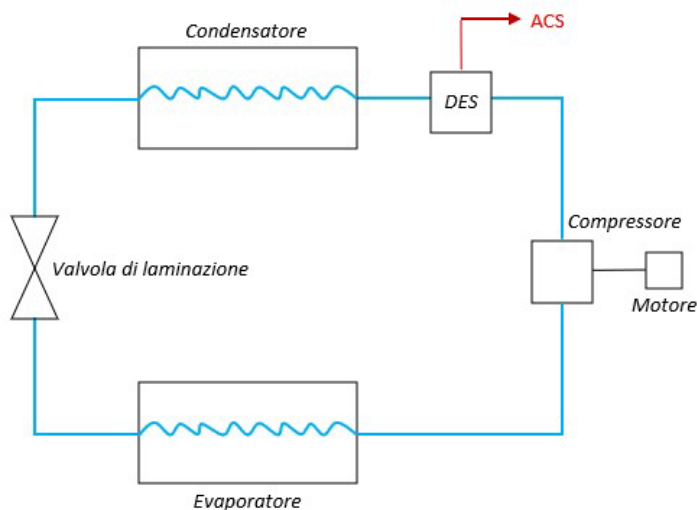 Condensatore
ACS
DES
Compressore
Valvola di laminazione
Motore
Evaporatore